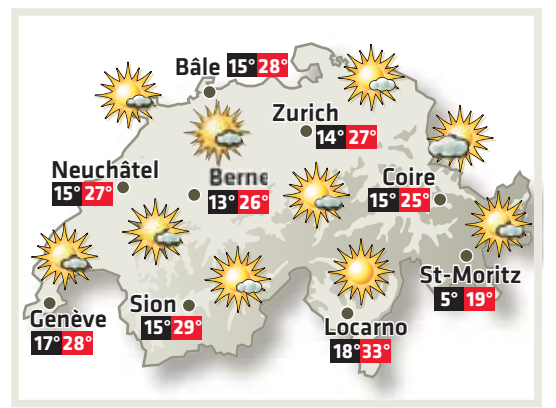 Bâle 15° 28°
Zurich
14° 27°
Neuchâtel
15° 27°
Berne
13° 26°
Coire
15° 25°
St-Moritz
5° 19°
Sion
15° 29°
Genève
17° 28°
Locarno
18° 33°